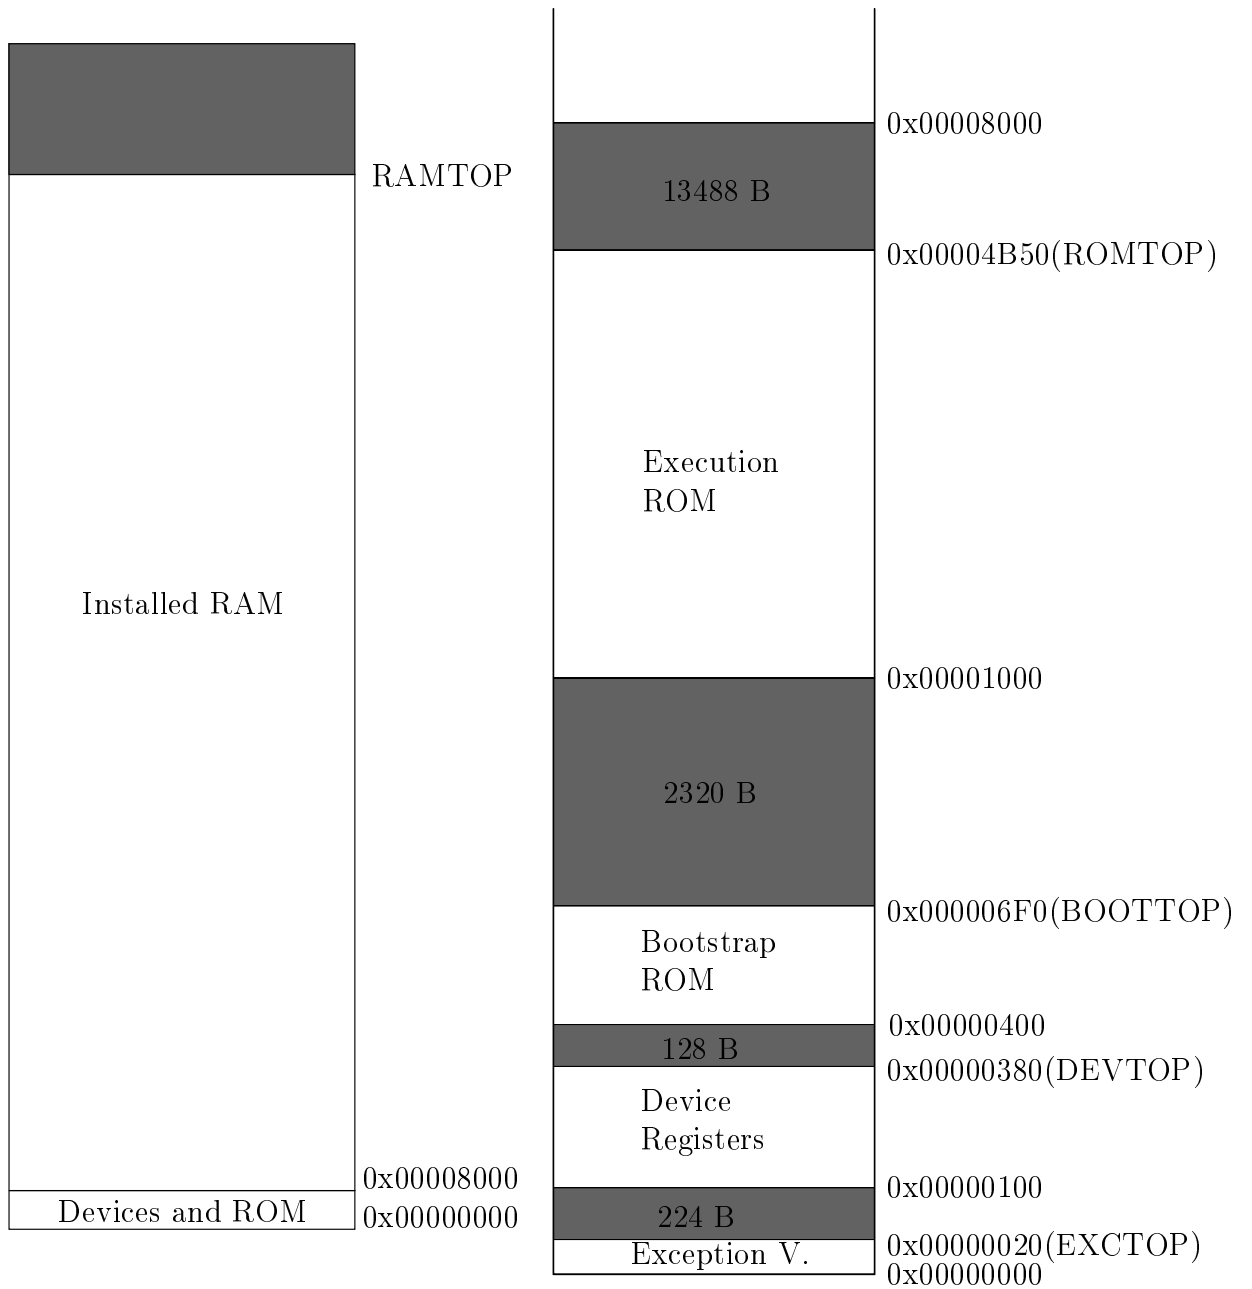 RAMTOP
Installed RAM
0x00008000
Devices and ROM
0x00000000
0x00008000
13488 B
0x00004B50(ROMTOP)
Execution
ROM
0x00001000
2320 B
0x000006F0(BOOTTOP)
Bootstrap
ROM
0x00000400
128 B
0x00000380(DEVTOP)
Device
Registers
0x00000100
224 B
0x00000020(EXCTOP)
Exception V.
0x00000000